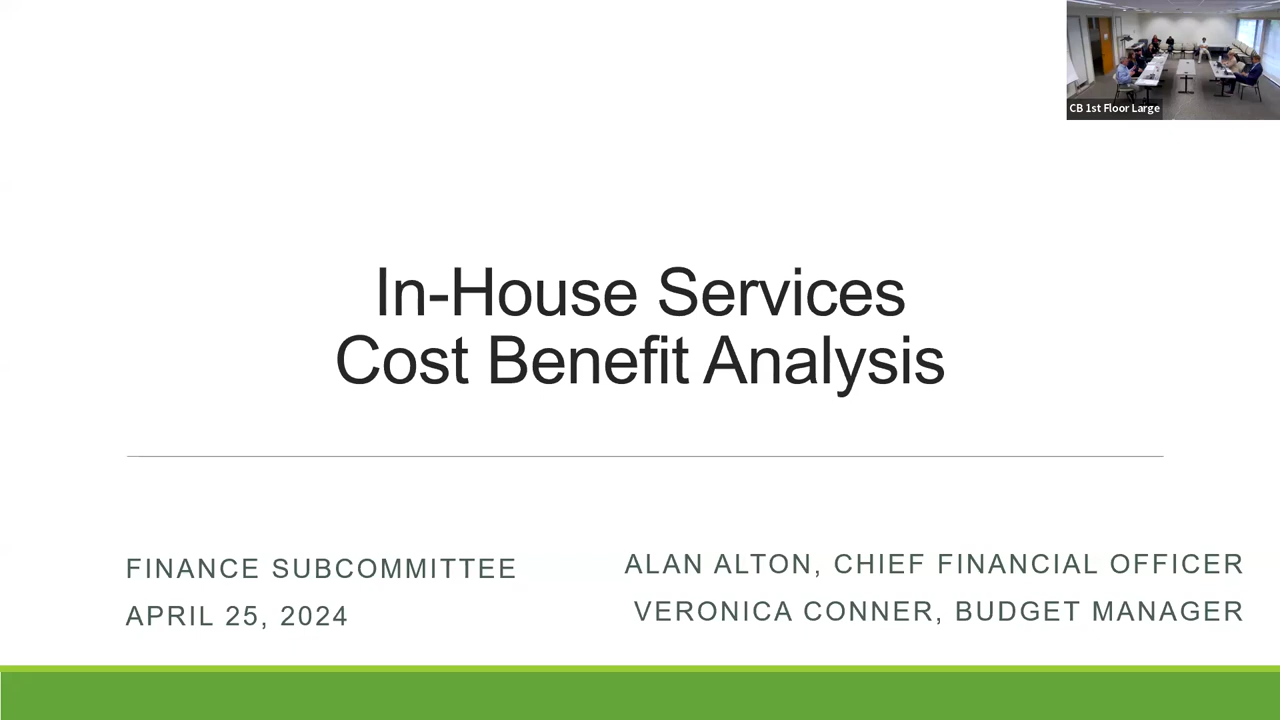 CB 1st Floor Large
In-House Services
Cost Benefit Analysis
FINANCE SUBCOMMITTEE
APRIL 25, 2024
ALAN ALTON, CHIEF FINANCIAL OFFICER
VERONICA CONNER, BUDGET MANAGER